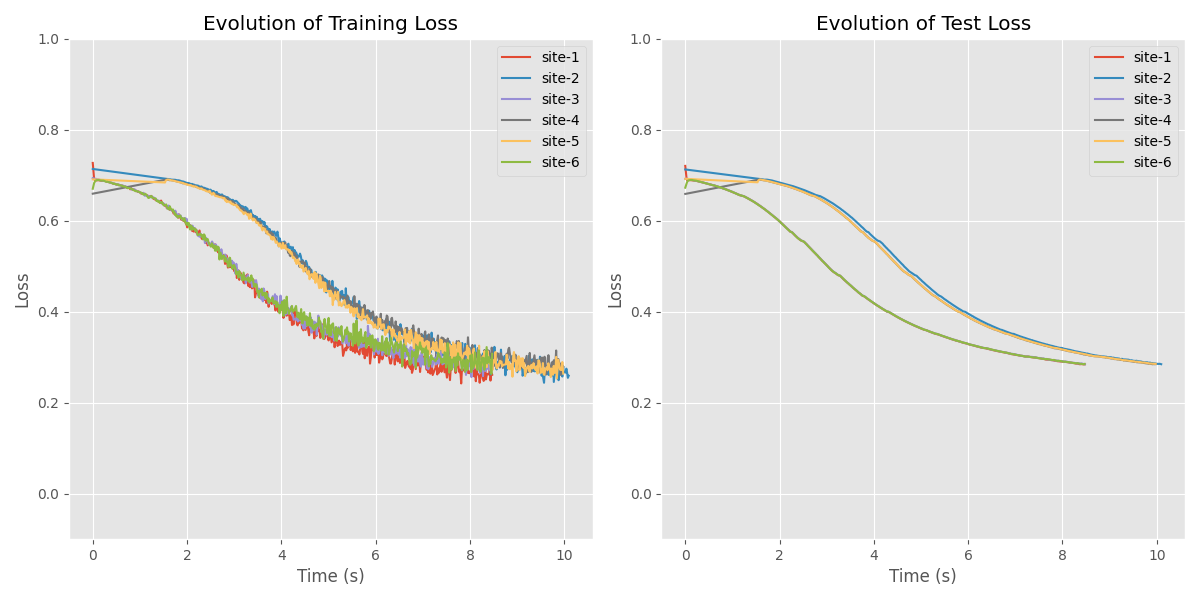 Evolution of Training Loss
1.0
0.8
0.6
0.4
0.2
0.0
Loss
0 2 4 6 8 10
Time (s)
site-1
site-2
site-3
site-4
site-5
site-6
Evolution of Test Loss
1.0
0.8
0.6
0.4
0.2
0.0
Loss
0 2 4 6 8 10
Time (s)
site-1
site-2
site-3
site-4
site-5
site-6